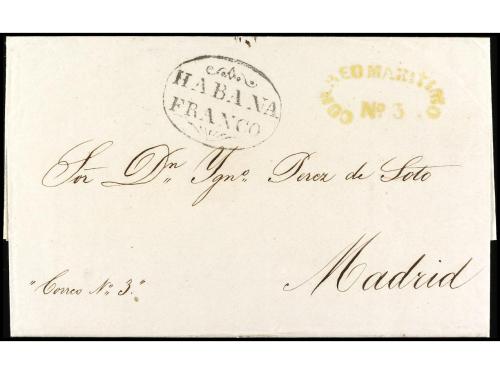 HABANA
FRANCO
CORREO MARITIMO
Nº 3
Sor Dn Ygnº Perez de Soto
Madrid
"Correo Nº 3."